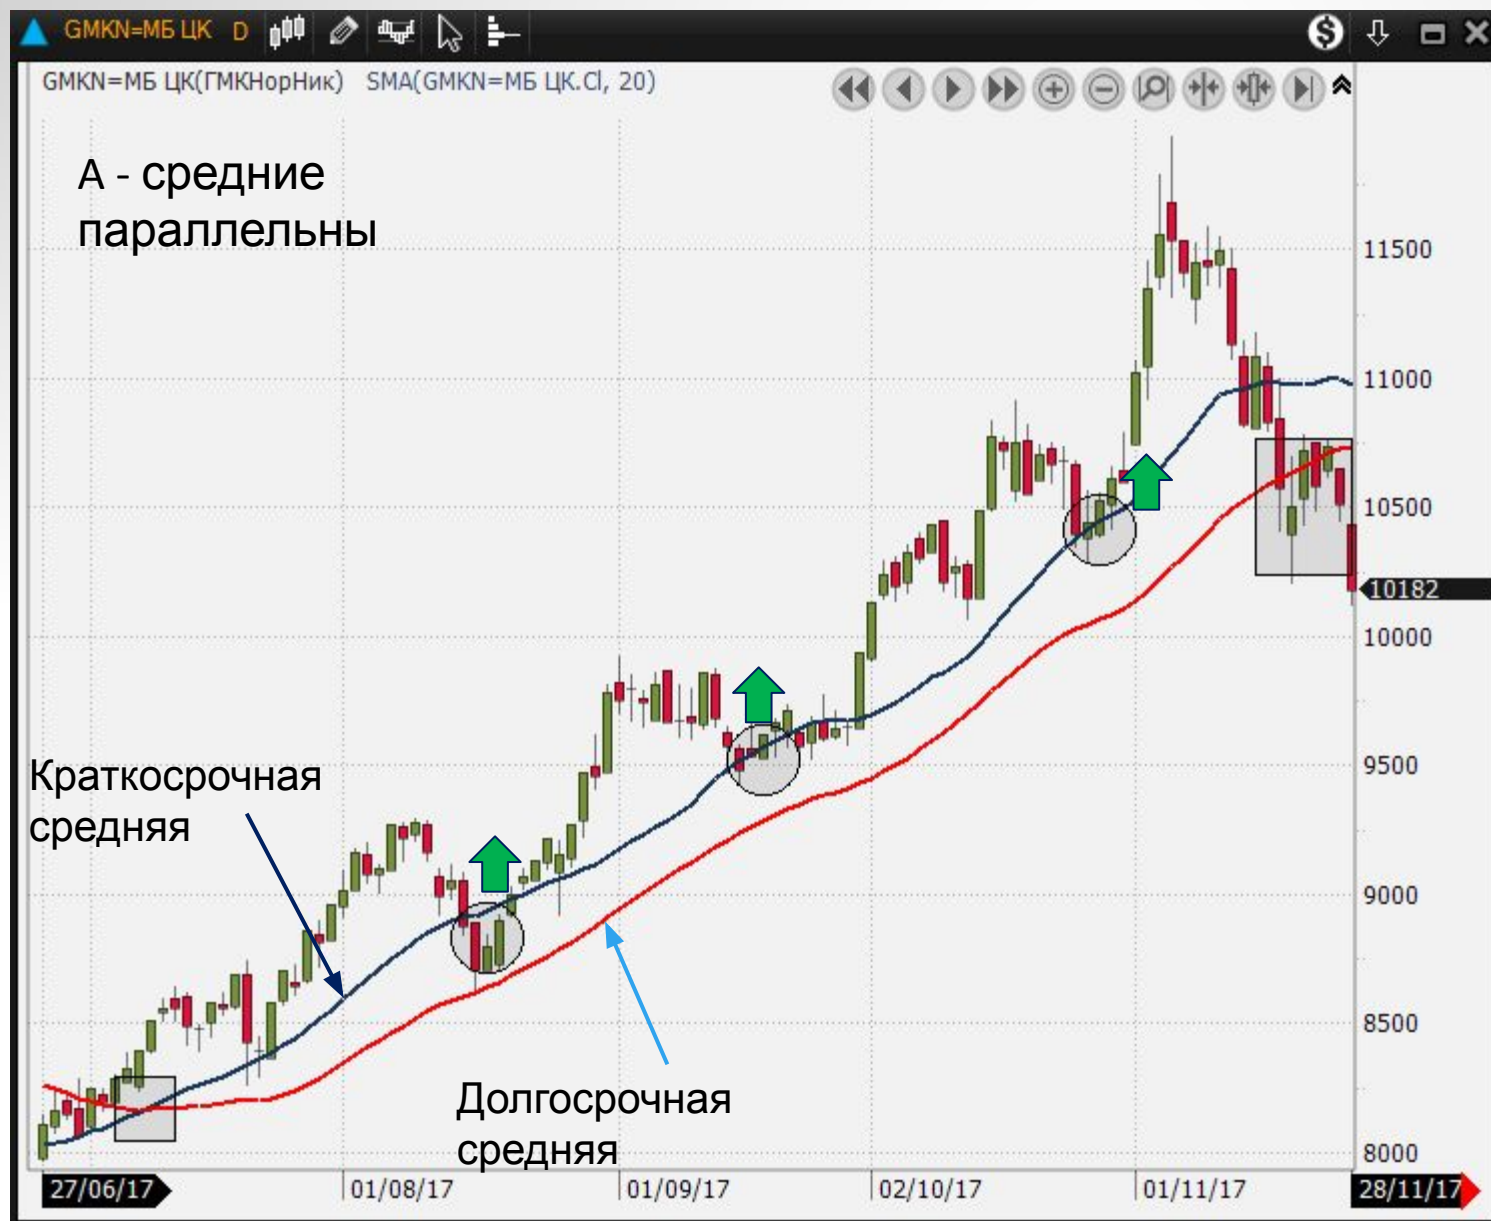 GMKN=МБ ЦК D
GMKN=МБ ЦК(ГМКНорНик) SMA(GMKN=МБ ЦК.Cl, 20)
А - средние
параллельны
11500
11000
10500
10182
10000
9500
Краткосрочная
средняя
9000
8500
Долгосрочная
средняя
8000
27/06/17 01/08/17 01/09/17 02/10/17 01/11/17 28/11/17